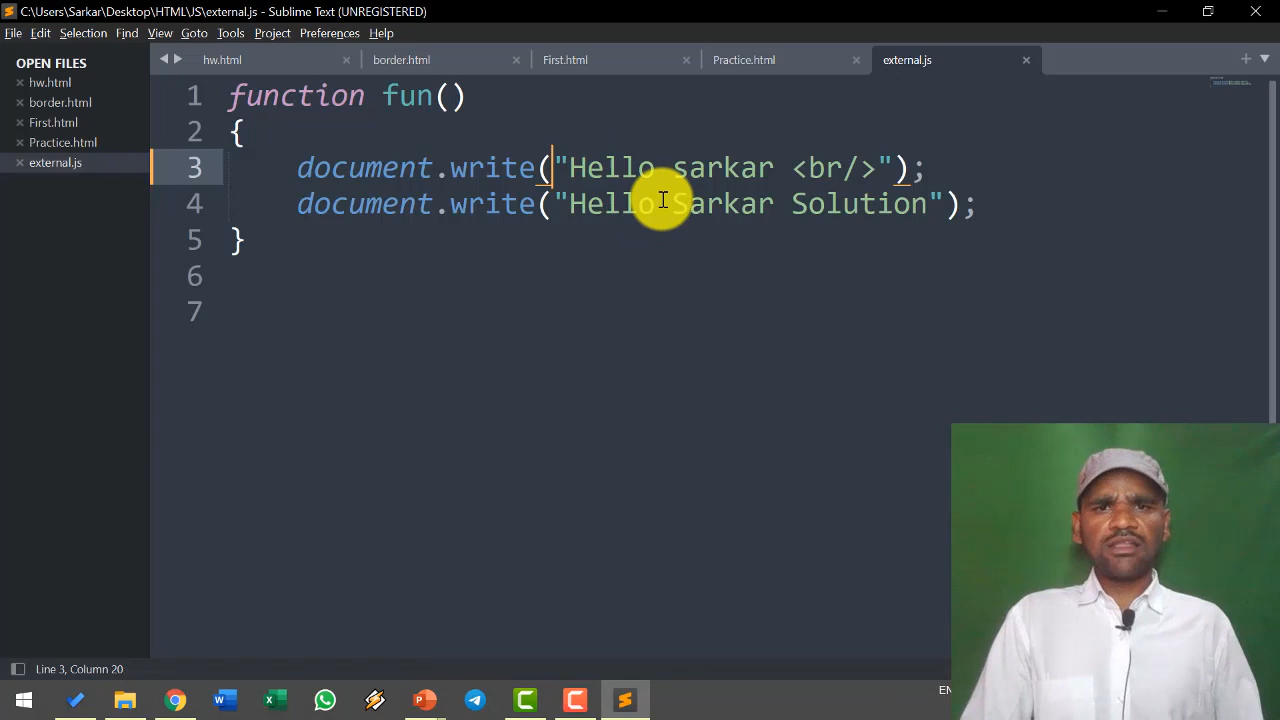 C:\Users\Sarkar\Desktop\HTML\JS\external.js - Sublime Text (UNREGISTERED)
File Edit Selection Find View Goto Tools Project Preferences Help
OPEN FILES
hw.html
border.html
First.html
Practice.html
external.js
hw.html border.html First.html Practice.html external.js
1 function fun()
2 {
3 document.write("Hello sarkar <br/>");
4 document.write("Hello Sarkar Solution");
5 }
6
7
Line 3, Column 20
EN